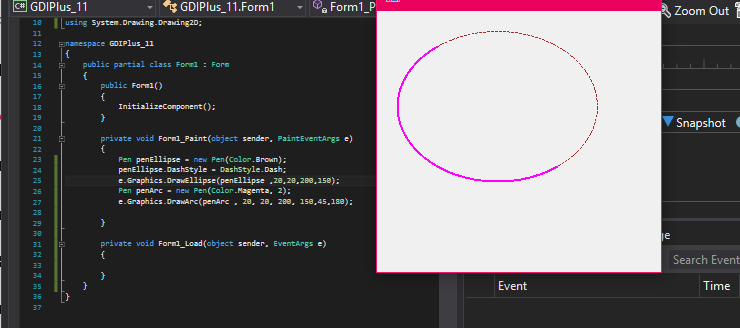 C# GDIPlus_11 GDIPlus_11.Form1 Form1_P
10 using System.Drawing.Drawing2D;
11
12 namespace GDIPlus_11
13 {
14 public partial class Form1 : Form
15 {
16 public Form1()
17 {
18 InitializeComponent();
19 }
20
21 private void Form1_Paint(object sender, PaintEventArgs e)
22 {
23 Pen penEllipse = new Pen(Color.Brown);
24 penEllipse.DashStyle = DashStyle.Dash;
25 e.Graphics.DrawEllipse(penEllipse ,20,20,200,150);
26 Pen penArc = new Pen(Color.Magenta, 2);
27 e.Graphics.DrawArc(penArc , 20, 20, 200, 150,45,180);
28
29 }
30
31 private void Form1_Load(object sender, EventArgs e)
32 {
33
34 }
35 }
36 }
37
Zoom Out
Snapshot
ge
Search Event
Event Time